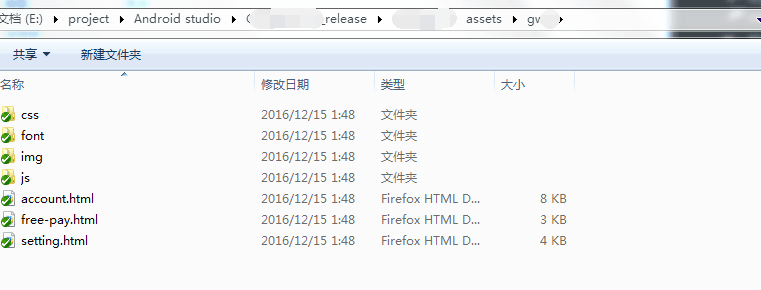 文档 (E:) ▸ project ▸ Android studio ▸ _release ▸ assets ▸ gw
共享 新建文件夹
名称 修改日期 类型 大小
css 2016/12/15 1:48 文件夹
font 2016/12/15 1:48 文件夹
img 2016/12/15 1:48 文件夹
js 2016/12/15 1:48 文件夹
account.html 2016/12/15 1:48 Firefox HTML D... 8 KB
free-pay.html 2016/12/15 1:48 Firefox HTML D... 3 KB
setting.html 2016/12/15 1:48 Firefox HTML D... 4 KB